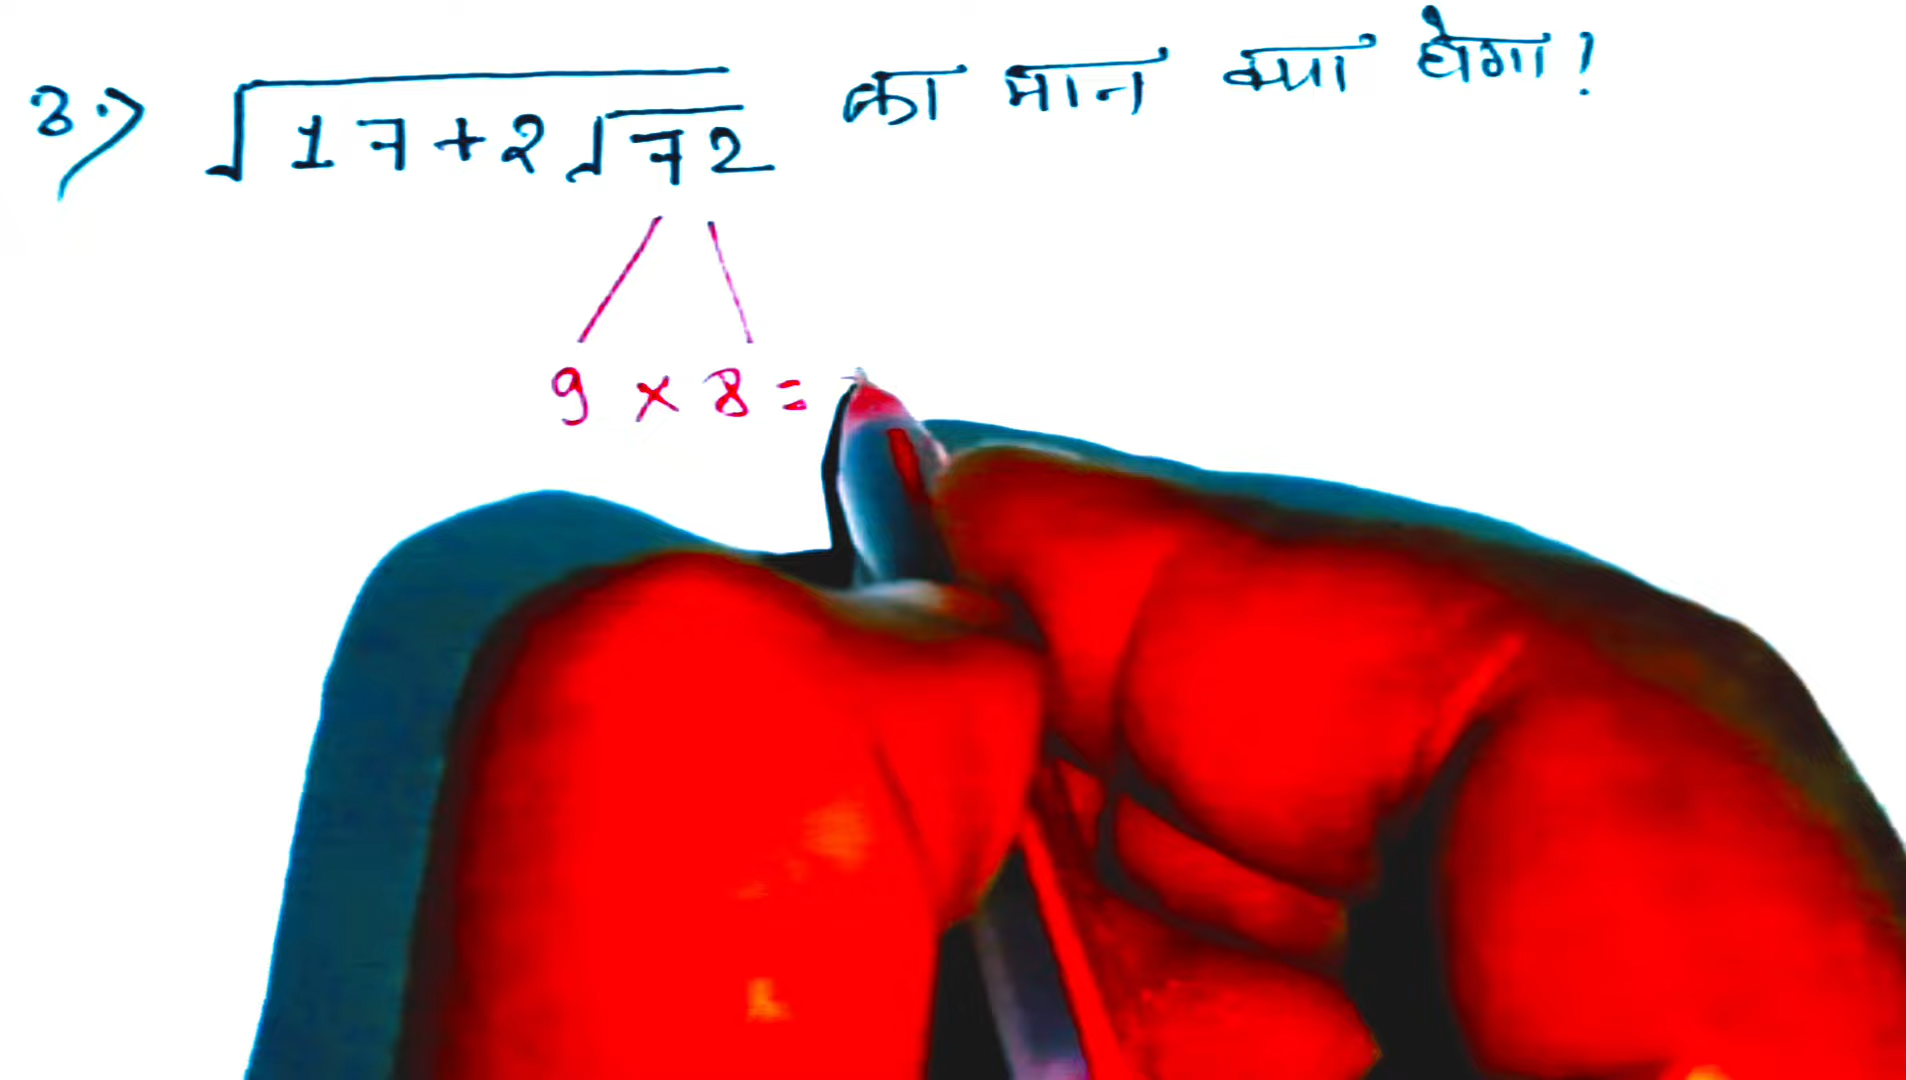 3.) √17+2√72 का मान क्या होगा?
9 × 8 =